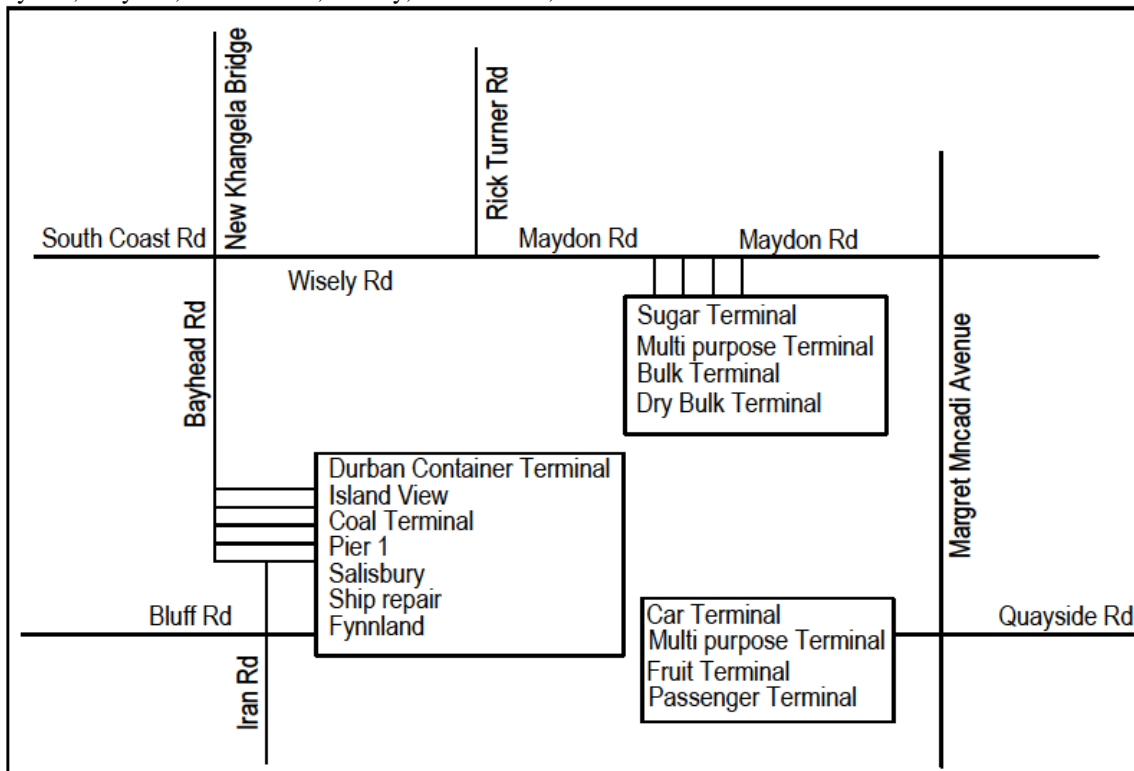 New Khangela Bridge
Rick Turner Rd
South Coast Rd
Maydon Rd
Maydon Rd
Wisely Rd
Bayhead Rd
Sugar Terminal
Multi purpose Terminal
Bulk Terminal
Dry Bulk Terminal
Margret Mncadi Avenue
Durban Container Terminal
Island View
Coal Terminal
Pier 1
Salisbury
Ship repair
Fynnland
Bluff Rd
Iran Rd
Car Terminal
Multi purpose Terminal
Fruit Terminal
Passenger Terminal
Quayside Rd